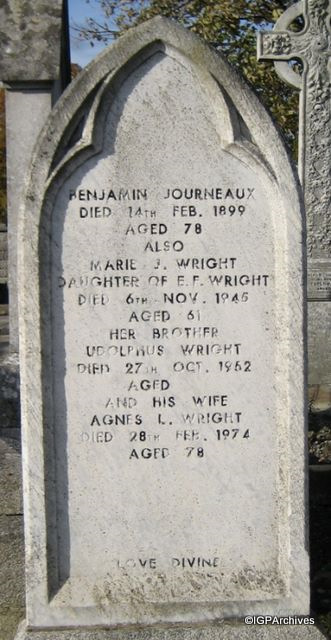 BENJAMIN JOURNEAUX
DIED 14TH FEB. 1899
AGED 78
ALSO
MARIE J. WRIGHT
DAUGHTER OF E.F. WRIGHT
DIED 6TH NOV. 1945
AGED 61
HER BROTHER
UDOLPHUS WRIGHT
DIED 27TH OCT. 1952
AGED
AND HIS WIFE
AGNES L. WRIGHT
DIED 28TH FEB. 1974
AGED 78
LOVE DIVINE
©IGPArchives